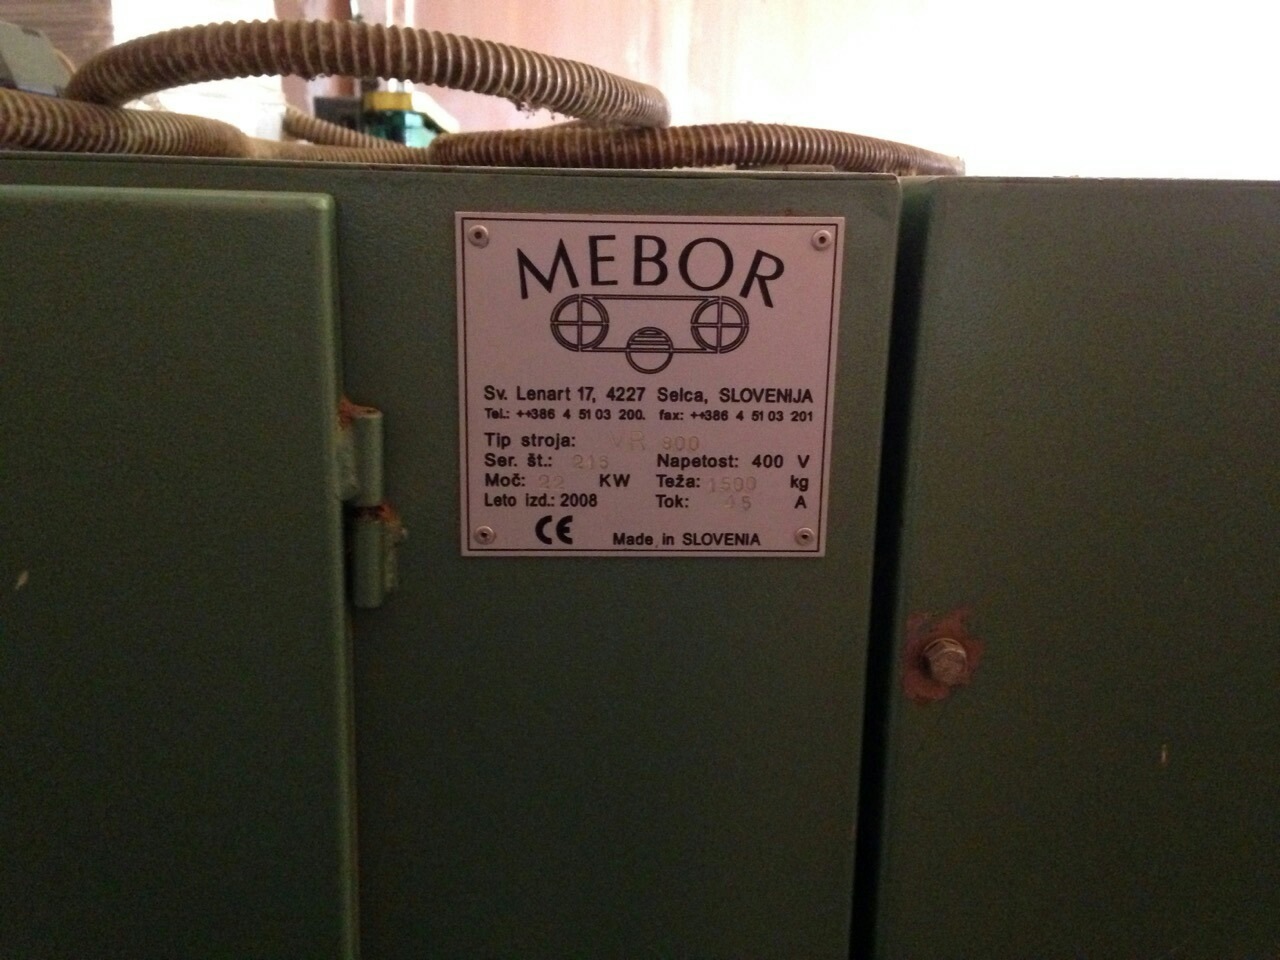 MEBOR
Sv. Lenart 17, 4227 Selca, SLOVENIJA
Tel.: ++386 4 51 03 200. fax: ++386 4 51 03 201
Tip stroja: VR 900
Ser. št.: 215 Napetost: 400 V
Moč: 22 KW Teža: 1500 kg
Leto izd.: 2008 Tok: 45 A
CE Made in SLOVENIA